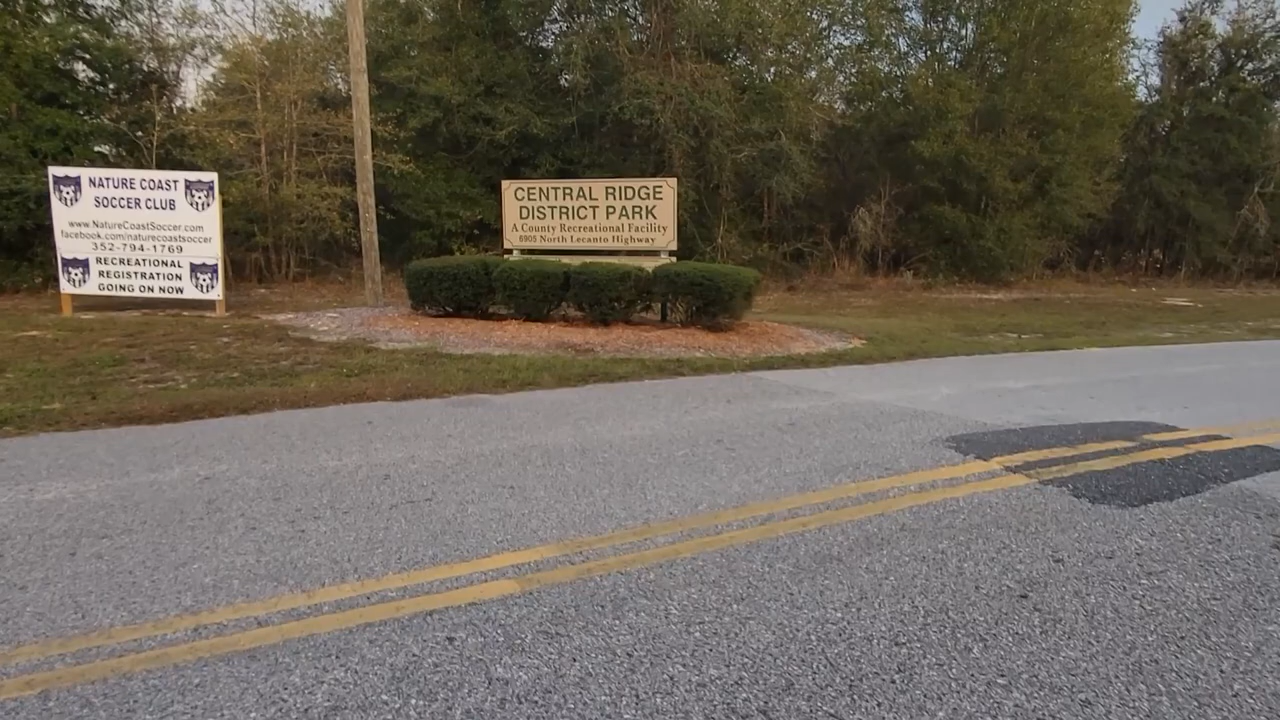 NATURE COAST
SOCCER CLUB
www.NatureCoastSoccer.com
facebook.com/naturecoastsoccer
352-794-1769
RECREATIONAL
REGISTRATION
GOING ON NOW
CENTRAL RIDGE
DISTRICT PARK
A County Recreational Facility
6905 North Lecanto Highway